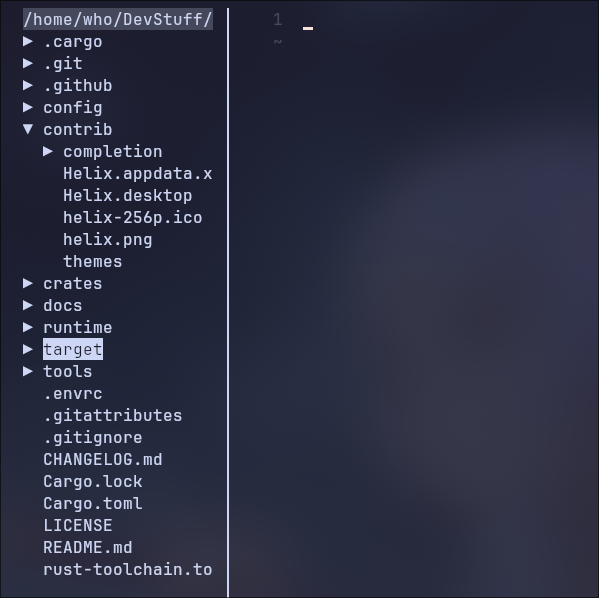 /home/who/DevStuff/
▶ .cargo
▶ .git
▶ .github
▶ config
▼ contrib
▶ completion
Helix.appdata.x
Helix.desktop
helix-256p.ico
helix.png
themes
▶ crates
▶ docs
▶ runtime
▶ target
▶ tools
.envrc
.gitattributes
.gitignore
CHANGELOG.md
Cargo.lock
Cargo.toml
LICENSE
README.md
rust-toolchain.to
1
~